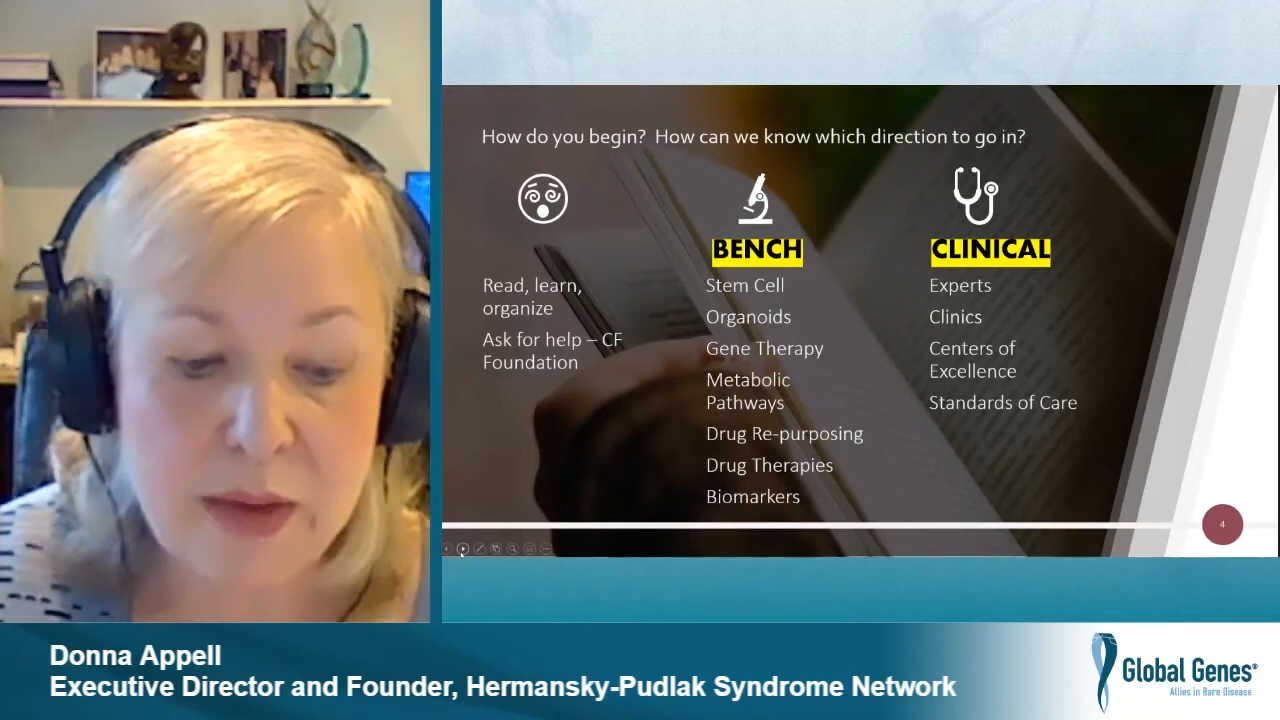 How do you begin? How can we know which direction to go in?
Read, learn,
organize
Ask for help – CF
Foundation
BENCH
Stem Cell
Organoids
Gene Therapy
Metabolic
Pathways
Drug Re-purposing
Drug Therapies
Biomarkers
CLINICAL
Experts
Clinics
Centers of
Excellence
Standards of Care
4
Donna Appell
Executive Director and Founder, Hermansky-Pudlak Syndrome Network
Global Genes®
Allies in Rare Disease